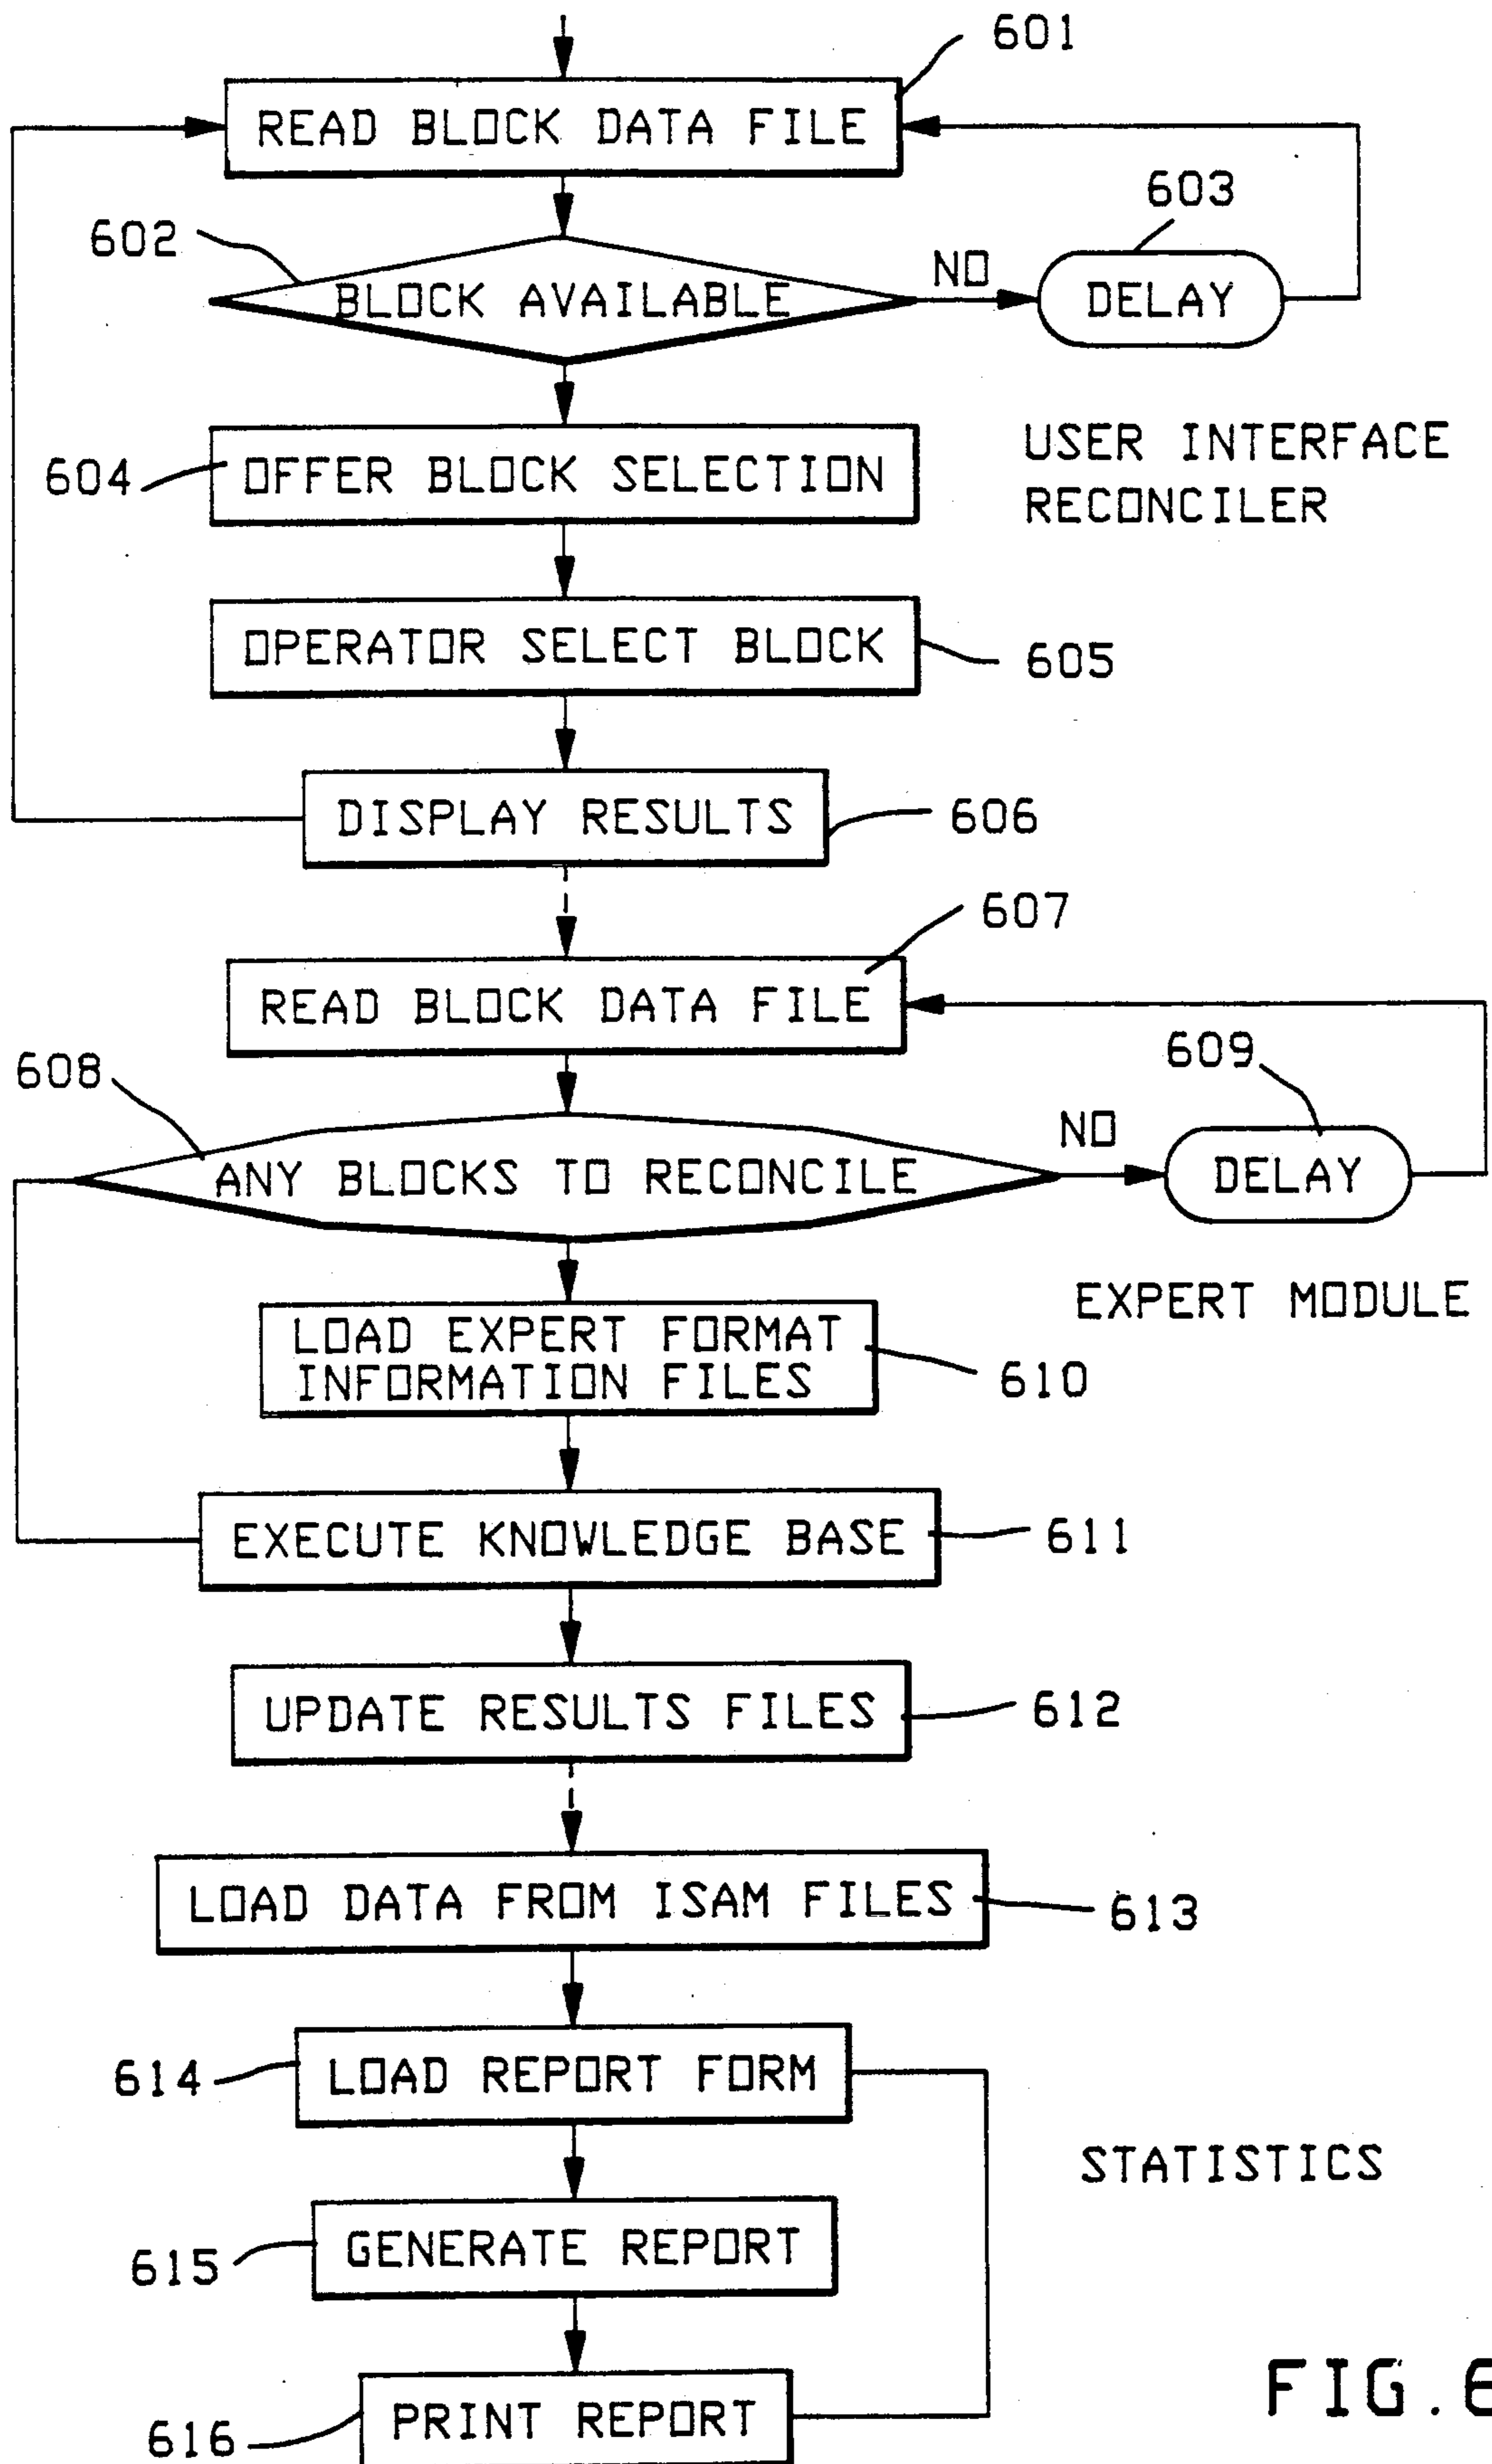 601
READ BLOCK DATA FILE
603
602
NO
BLOCK AVAILABLE
DELAY
USER INTERFACE
RECONCILER
604
OFFER BLOCK SELECTION
OPERATOR SELECT BLOCK
605
DISPLAY RESULTS
606
607
READ BLOCK DATA FILE
609
608
NO
ANY BLOCKS TO RECONCILE
DELAY
EXPERT MODULE
LOAD EXPERT FORMAT
INFORMATION FILES
610
EXECUTE KNOWLEDGE BASE
611
UPDATE RESULTS FILES
612
LOAD DATA FROM ISAM FILES
613
614
LOAD REPORT FORM
STATISTICS
615
GENERATE REPORT
616
PRINT REPORT
FIG.6